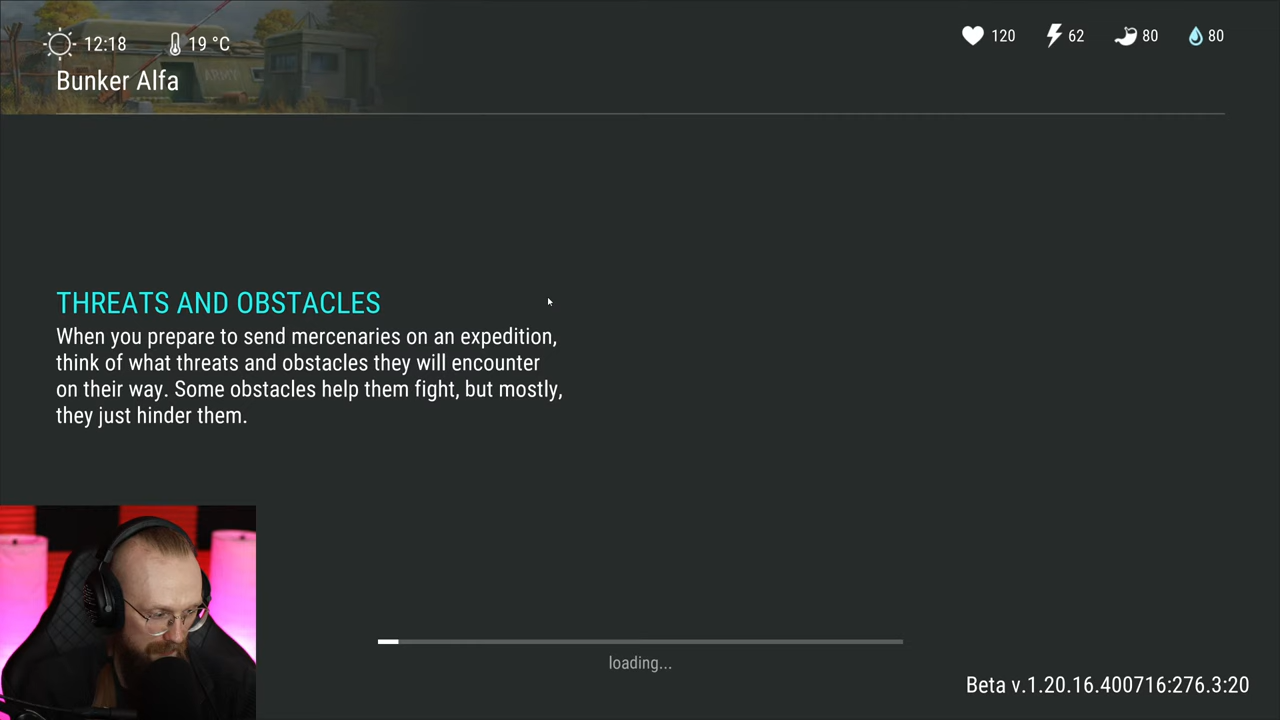 12:18
19 °C
120
62
80
80
Bunker Alfa
THREATS AND OBSTACLES
When you prepare to send mercenaries on an expedition,
think of what threats and obstacles they will encounter
on their way. Some obstacles help them fight, but mostly,
they just hinder them.
loading...
Beta v.1.20.16.400716:276.3:20